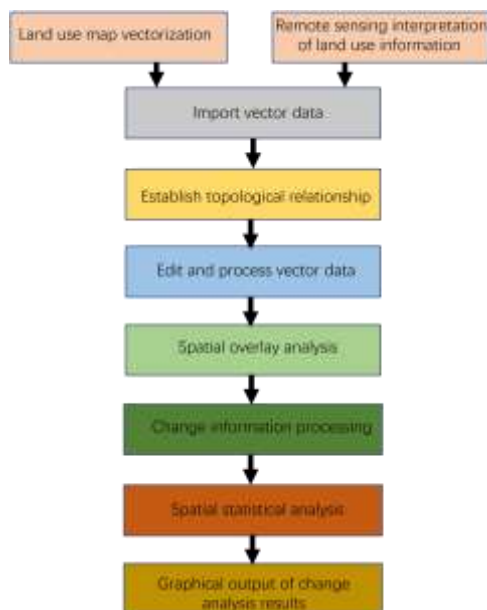 Land use map vectorization
Remote sensing interpretation
of land use information
Import vector data
Establish topological relationship
Edit and process vector data
Spatial overlay analysis
Change information processing
Spatial statistical analysis
Graphical output of change
analysis results